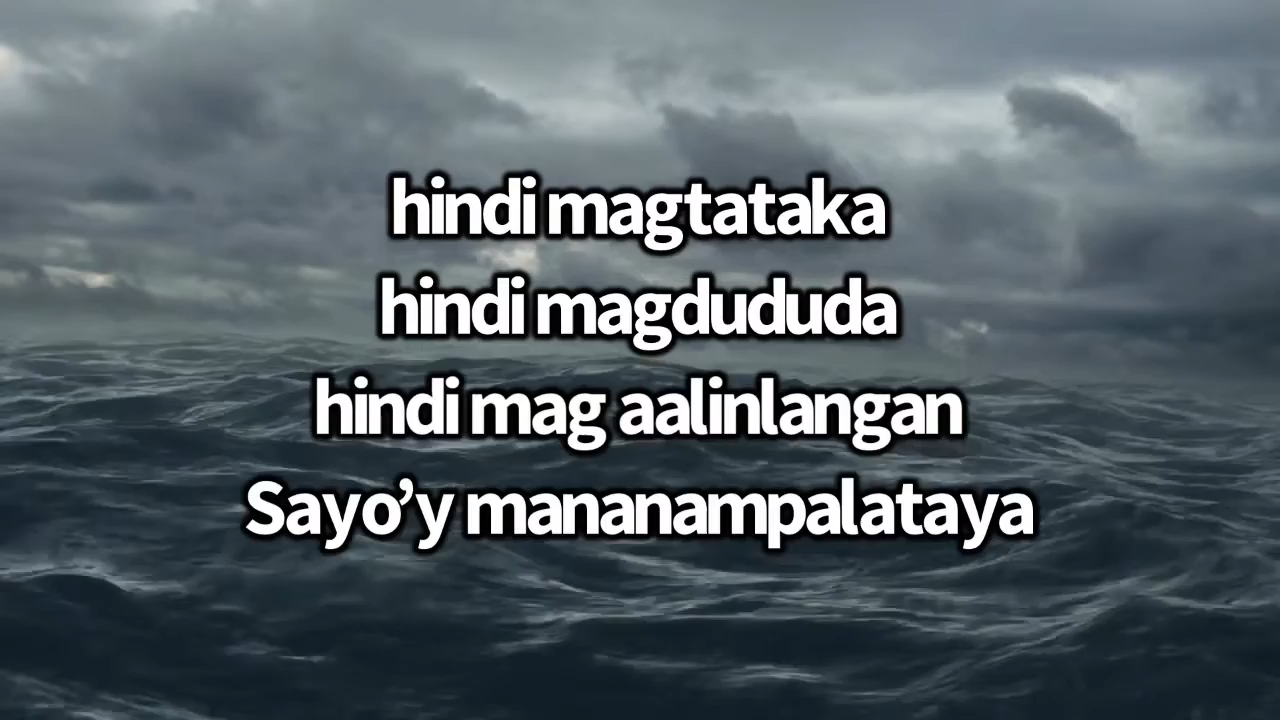 hindi magtataka
hindi magdududa
hindi mag aalinlangan
Sayo’y mananampalataya